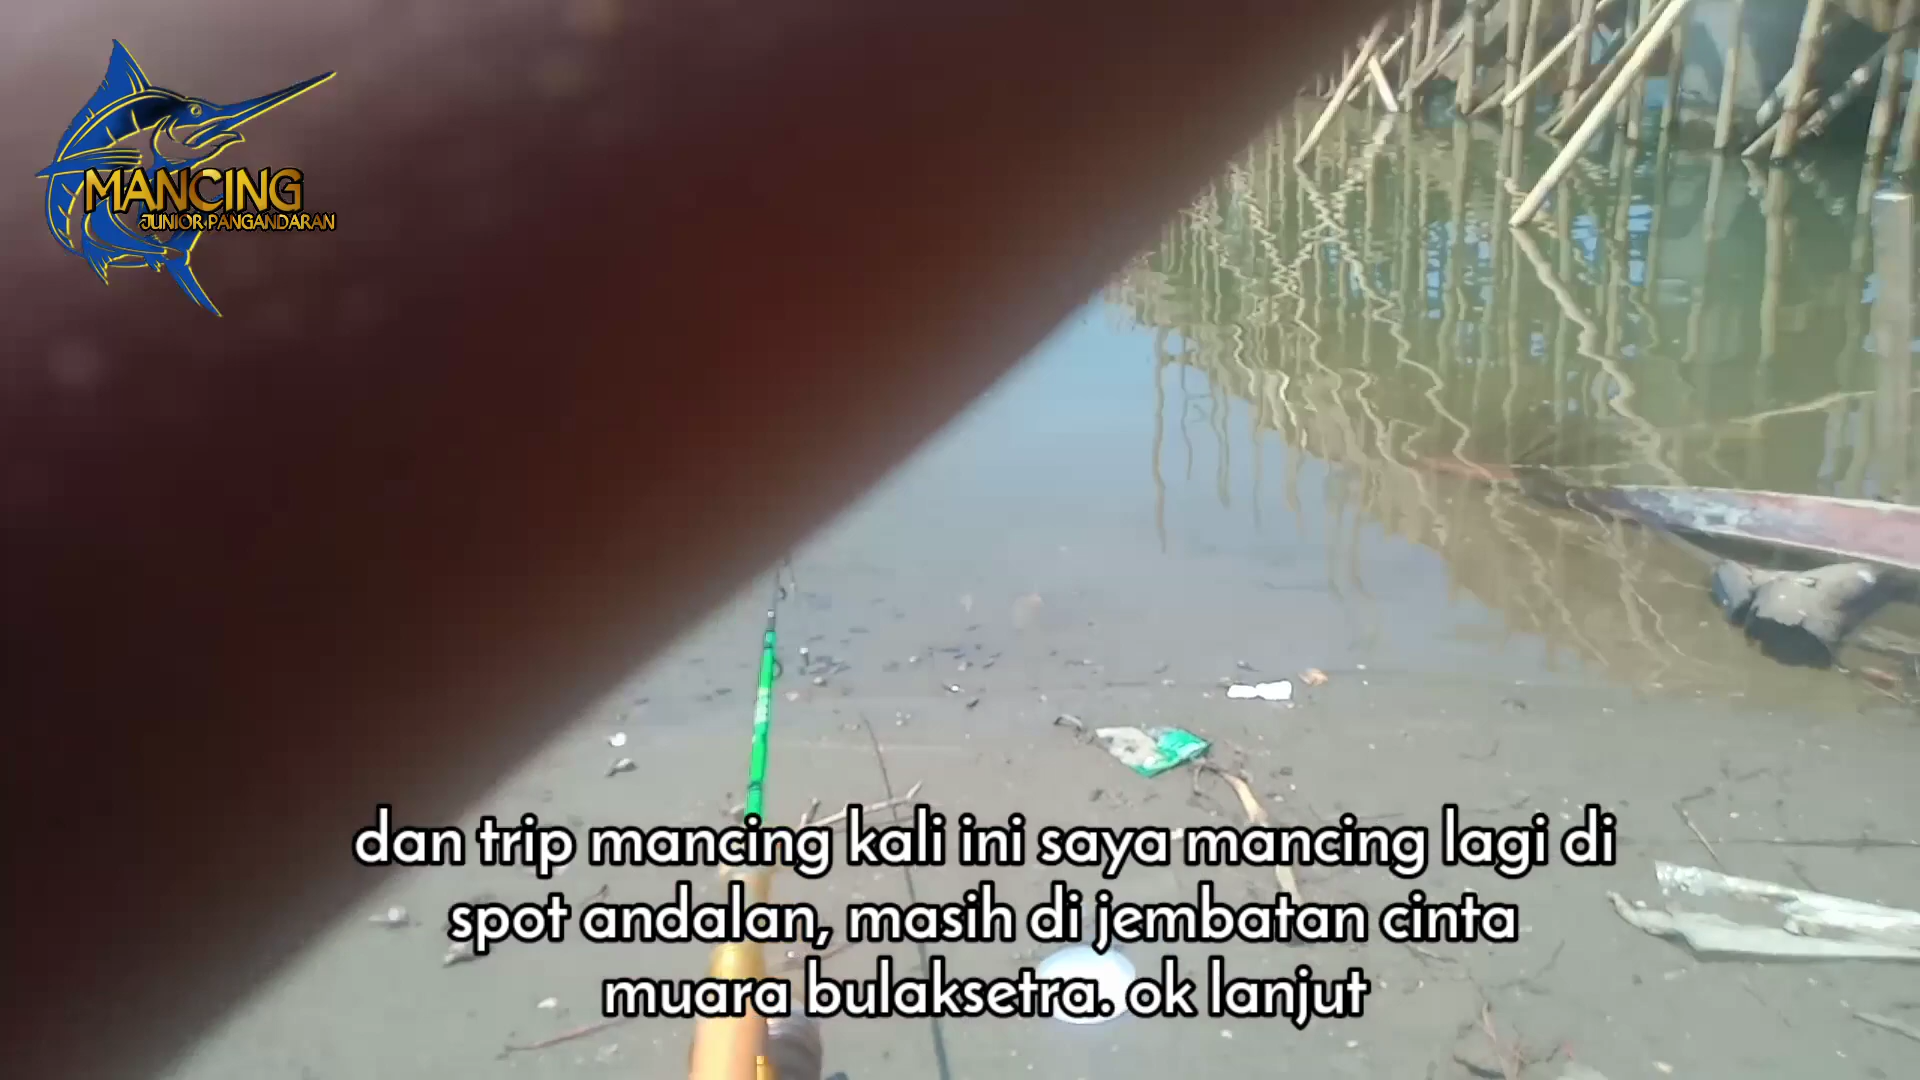 MANCING
JUNIOR PANGANDARAN
dan trip mancing kali ini saya mancing lagi di
spot andalan, masih di jembatan cinta
muara bulaksetra. ok lanjut